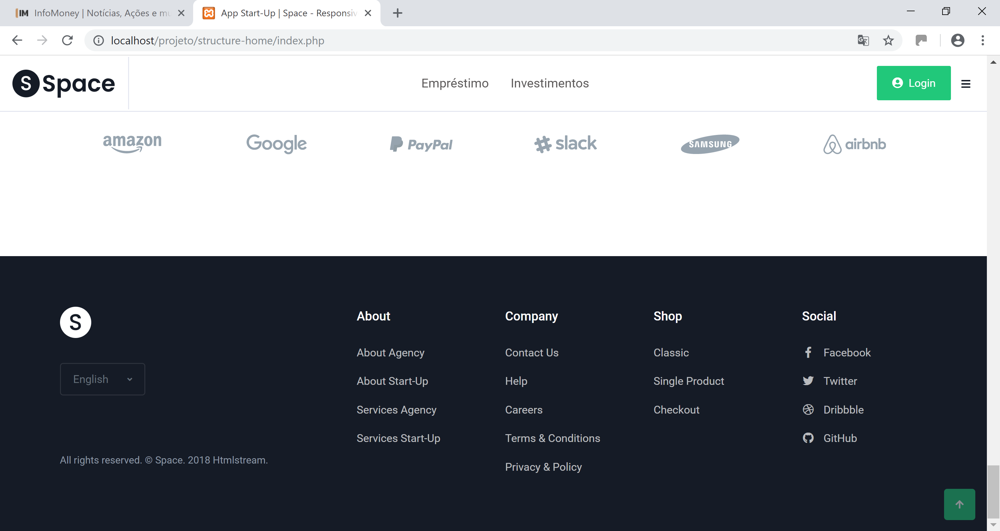 IM InfoMoney | Notícias, Ações e mu
App Start-Up | Space - Responsiv
localhost/projeto/structure-home/index.php
S Space
Empréstimo Investimentos
Login
amazon Google PayPal slack SAMSUNG airbnb
S
English
All rights reserved. © Space. 2018 Htmlstream.
About
About Agency
About Start-Up
Services Agency
Services Start-Up
Company
Contact Us
Help
Careers
Terms & Conditions
Privacy & Policy
Shop
Classic
Single Product
Checkout
Social
Facebook
Twitter
Dribbble
GitHub